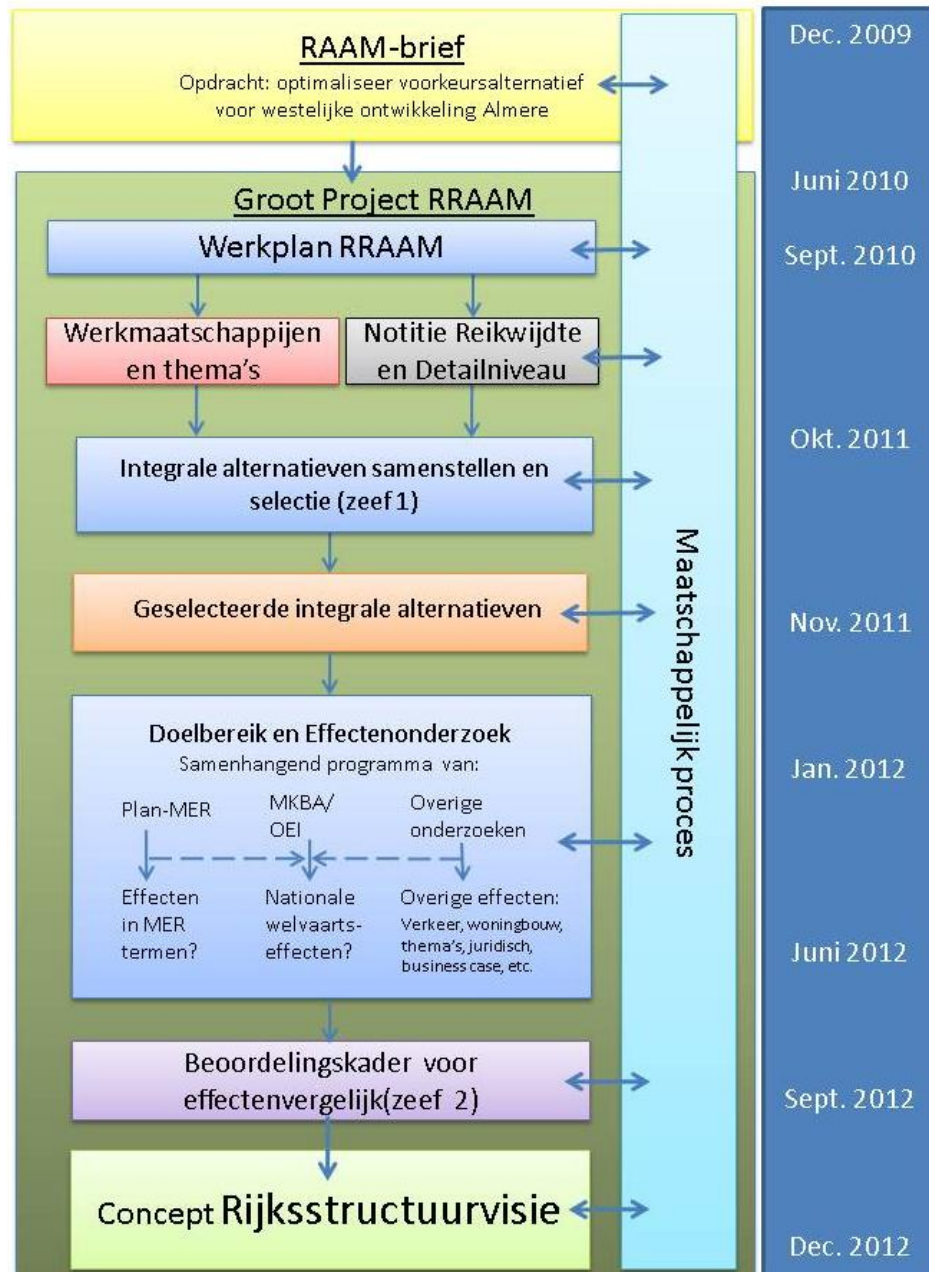 RAAM-brief
Opdracht: optimaliseer voorkeursalternatief
voor westelijke ontwikkeling Almere
Groot Project RRAAM
Werkplan RRAAM
Werkmaatschappijen
en thema's
Notitie Reikwijdte
en Detailniveau
Integrale alternatieven samenstellen en
selectie (zeef 1)
Geselecteerde integrale alternatieven
Doelbereik en Effectenonderzoek
Samenhangend programma van:
Plan-MER
MKBA/
OEI
Overige
onderzoeken
Effecten
in MER
termen?
Nationale
welvaarts-
effecten?
Overige effecten:
Verkeer, woningbouw,
thema's, juridisch,
business case, etc.
Beoordelingskader voor
effectenvergelijk(zeef 2)
Concept Rijksstructuurvisie
Maatschappelijk proces
Dec. 2009
Juni 2010
Sept. 2010
Okt. 2011
Nov. 2011
Jan. 2012
Juni 2012
Sept. 2012
Dec. 2012